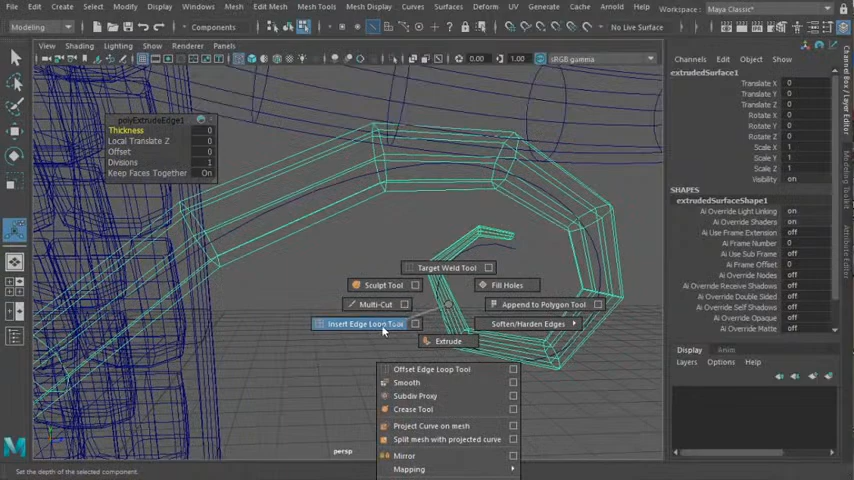 File Edit Create Select Modify Display Windows Mesh Edit Mesh Mesh Tools Mesh Display Curves Surfaces Deform UV Generate Cache Arnold Help Workspace: Maya Classic*
Modeling Components No Live Surface
View Shading Lighting Show Renderer Panels
0.00 1.00 sRGB gamma
Channels Edit Object Show
extrudedSurface1
Translate X 0
Translate Y 0
Translate Z 0
Rotate X 0
Rotate Y 0
Rotate Z 0
Scale X 1
Scale Y 1
Scale Z 1
Visibility on
SHAPES
extrudedSurfaceShape1
Ai Override Light Linking on
Ai Override Shaders on
Ai Use Frame Extension off
Ai Frame Number 0
Ai Use Sub Frame off
Ai Frame Offset 0
Ai Override Receive Shadows off
Ai Override Double Sided off
Ai Override Self Shadows off
Ai Override Opaque off
Ai Override Matte off
Display Anim
Layers Options Help
Channel Box / Layer Editor
Modeling Toolkit
Attribute Editor
polyExtrudeEdge1
Thickness 0
Local Translate Z 0
Offset 0
Divisions 1
Keep Faces Together On
Target Weld Tool
Sculpt Tool
Fill Holes
Multi-Cut
Append to Polygon Tool
Insert Edge Loop Tool
Soften/Harden Edges
Extrude
Offset Edge Loop Tool
Smooth
Subdiv Proxy
Crease Tool
Project Curve on mesh
Split mesh with projected curve
Mirror
Mapping
persp
Set the depth of the selected component.